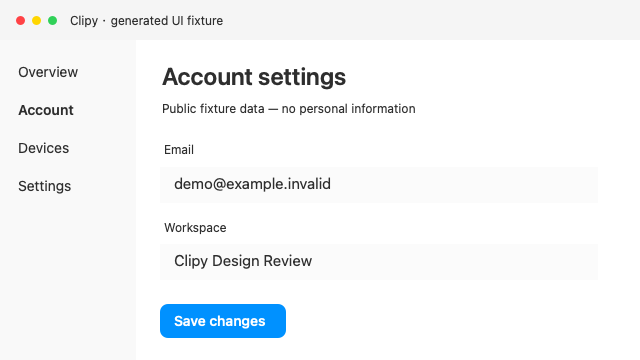 Clipy · generated UI fixture
Overview
Account
Devices
Settings
Account settings
Public fixture data — no personal information
Email
demo@example.invalid
Workspace
Clipy Design Review
Save changes